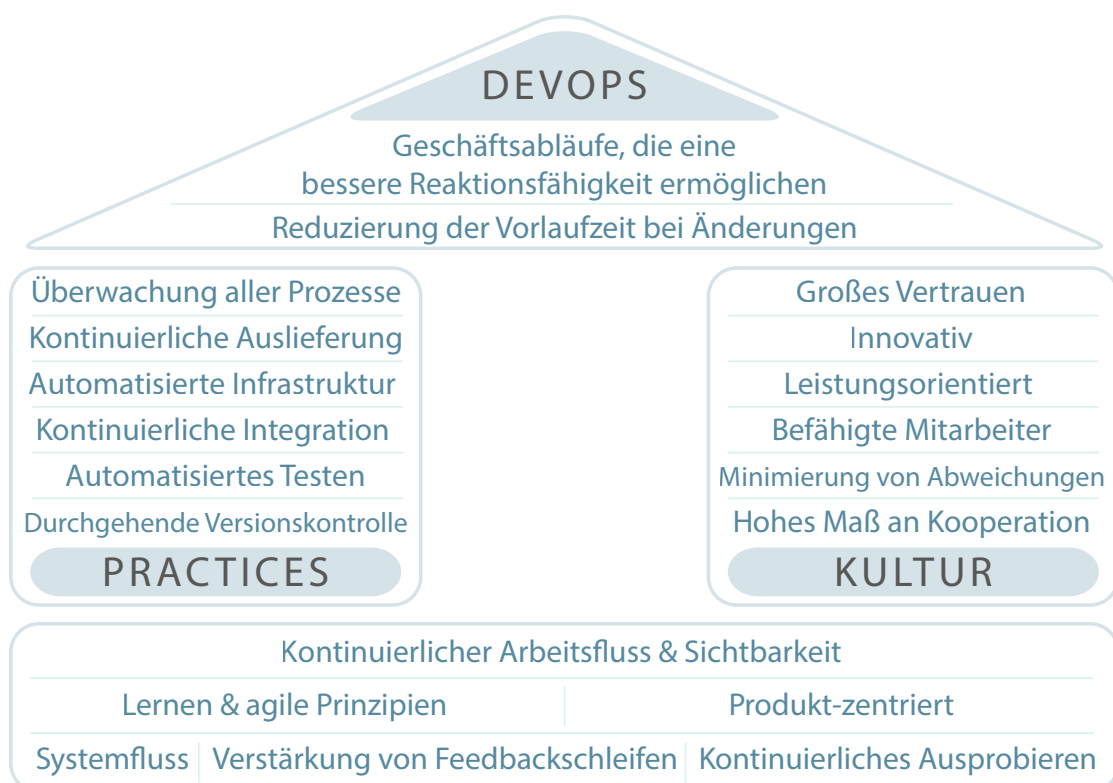 DEVOPS
Geschäftsabläufe, die eine
bessere Reaktionsfähigkeit ermöglichen
Reduzierung der Vorlaufzeit bei Änderungen
Überwachung aller Prozesse
Kontinuierliche Auslieferung
Automatisierte Infrastruktur
Kontinuierliche Integration
Automatisiertes Testen
Durchgehende Versionskontrolle
PRACTICES
Großes Vertrauen
Innovativ
Leistungsorientiert
Befähigte Mitarbeiter
Minimierung von Abweichungen
Hohes Maß an Kooperation
KULTUR
Kontinuierlicher Arbeitsfluss & Sichtbarkeit
Lernen & agile Prinzipien
Produkt-zentriert
Systemfluss
Verstärkung von Feedbackschleifen
Kontinuierliches Ausprobieren